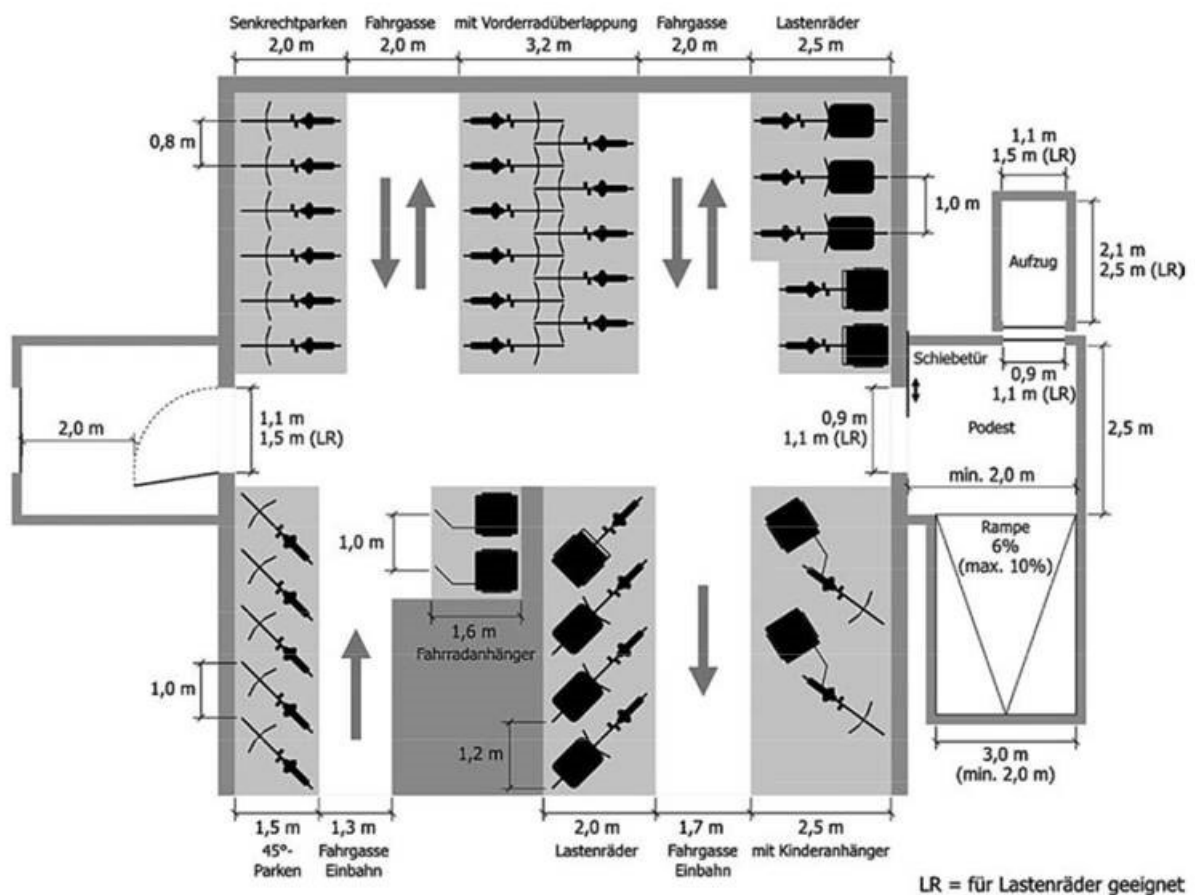 Senkrechtparken
2,0 m
Fahrgasse
2,0 m
mit Vorderradüberlappung
3,2 m
Fahrgasse
2,0 m
Lastenräder
2,5 m
0,8 m
1,0 m
1,1 m
1,5 m (LR)
Aufzug
2,1 m
2,5 m (LR)
Schiebetür
0,9 m
1,1 m (LR)
2,0 m
1,1 m
1,5 m (LR)
0,9 m
1,1 m (LR)
Podest
2,5 m
min. 2,0 m
Rampe
6%
(max. 10%)
1,0 m
1,6 m
Fahrradanhänger
1,0 m
1,2 m
3,0 m
(min. 2,0 m)
1,5 m
45°-
Parken
1,3 m
Fahrgasse
Einbahn
2,0 m
Lastenräder
1,7 m
Fahrgasse
Einbahn
2,5 m
mit Kinderanhänger
LR = für Lastenräder geeignet